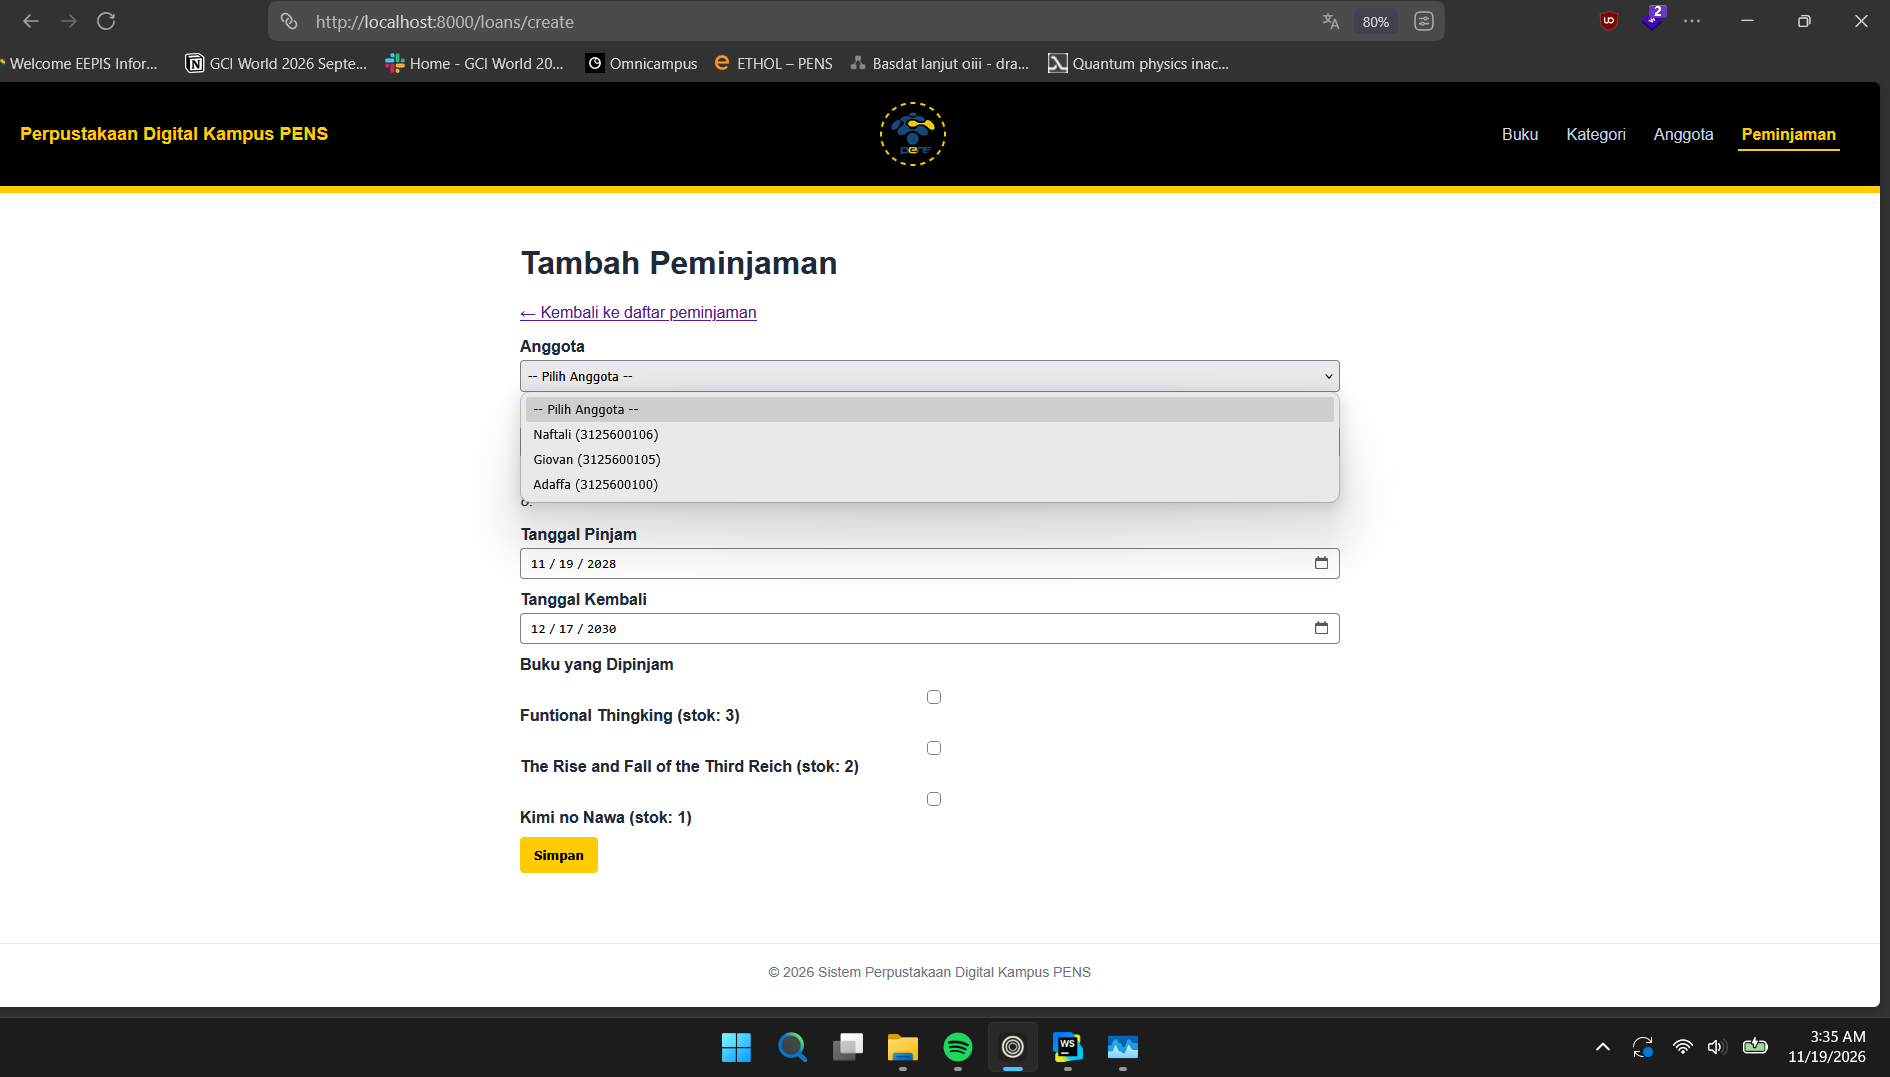 http://localhost:8000/loans/create
80%
2
Welcome EEPIS Infor...
GCI World 2026 Septe...
Home - GCI World 20...
Omnicampus
ETHOL – PENS
Basdat lanjut oiii - dra...
Quantum physics inac...
Perpustakaan Digital Kampus PENS
pens
Buku
Kategori
Anggota
Peminjaman
Tambah Peminjaman
← Kembali ke daftar peminjaman
Anggota
-- Pilih Anggota --
-- Pilih Anggota --
Naftali (3125600106)
Giovan (3125600105)
Adaffa (3125600100)
Tanggal Pinjam
11 / 19 / 2028
Tanggal Kembali
12 / 17 / 2030
Buku yang Dipinjam
Funtional Thingking (stok: 3)
The Rise and Fall of the Third Reich (stok: 2)
Kimi no Nawa (stok: 1)
Simpan
© 2026 Sistem Perpustakaan Digital Kampus PENS
WS
3:35 AM
11/19/2026